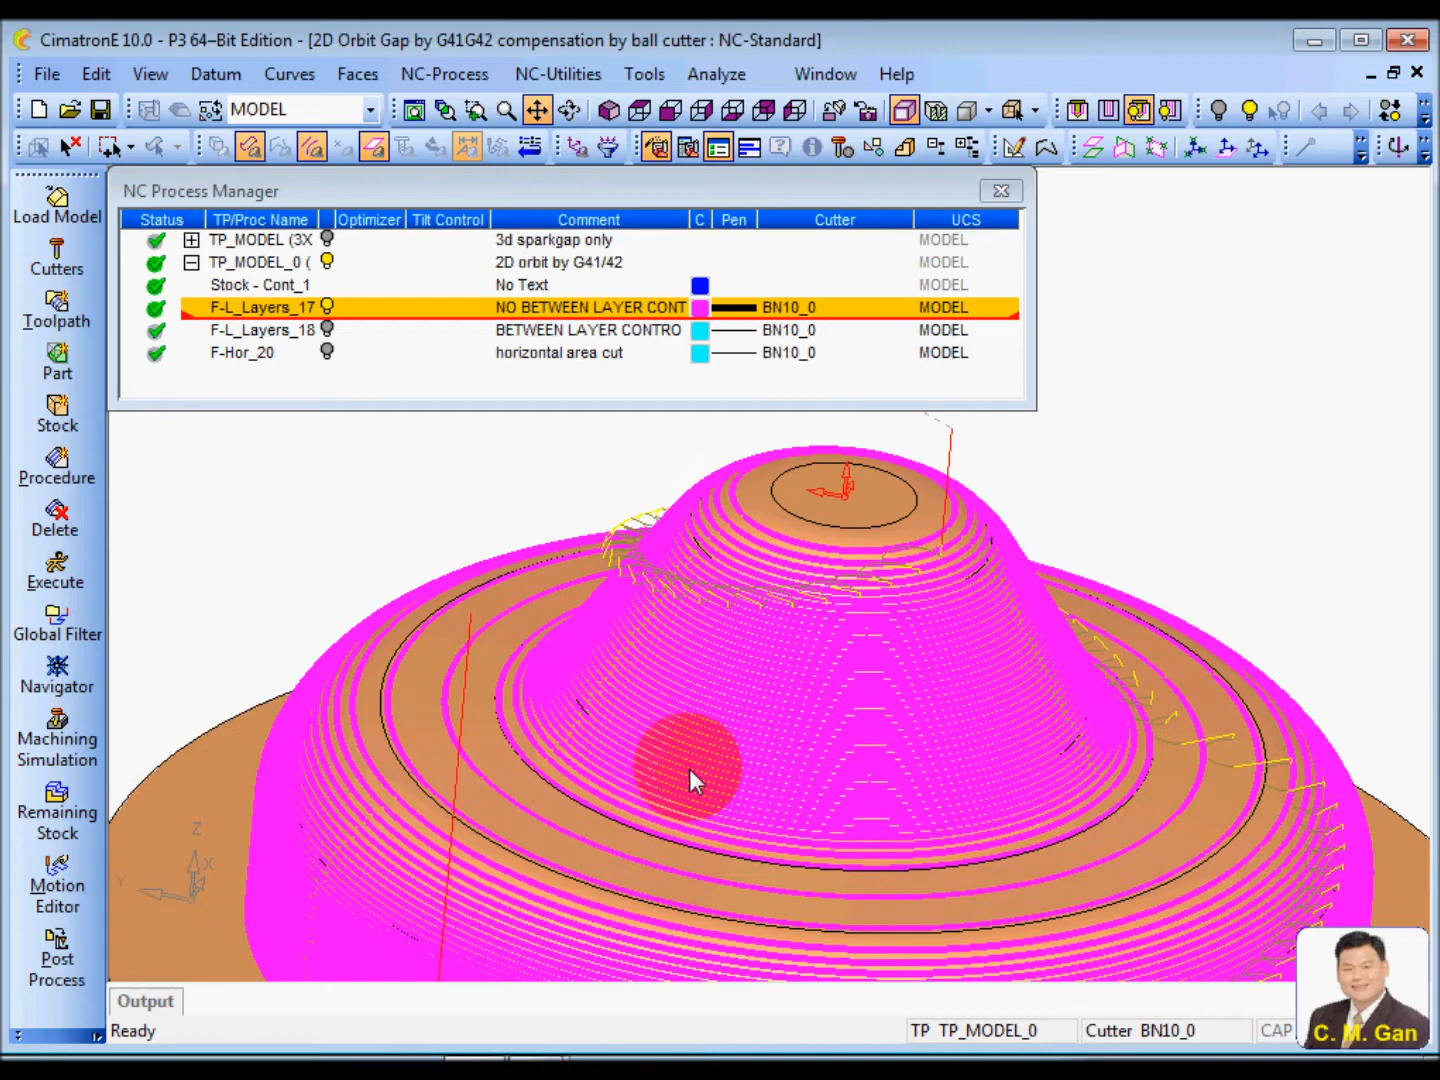 CimatronE 10.0 - P3 64–Bit Edition - [2D Orbit Gap by G41G42 compensation by ball cutter : NC-Standard]
File Edit View Datum Curves Faces NC-Process NC-Utilities Tools Analyze Window Help
MODEL
Load Model
Cutters
Toolpath
Part
Stock
Procedure
Delete
Execute
Global Filter
Navigator
Machining
Simulation
Remaining
Stock
Motion
Editor
Post
Process
NC Process Manager
Status TP/Proc Name Optimizer Tilt Control Comment C Pen Cutter UCS
TP_MODEL (3X 3d sparkgap only MODEL
TP_MODEL_0 ( 2D orbit by G41/42 MODEL
Stock - Cont_1 No Text MODEL
F-L_Layers_17 NO BETWEEN LAYER CONT BN10_0 MODEL
F-L_Layers_18 BETWEEN LAYER CONTRO BN10_0 MODEL
F-Hor_20 horizontal area cut BN10_0 MODEL
Z
X
Y
Output
Ready TP TP_MODEL_0 Cutter BN10_0 CAP
C. M. Gan